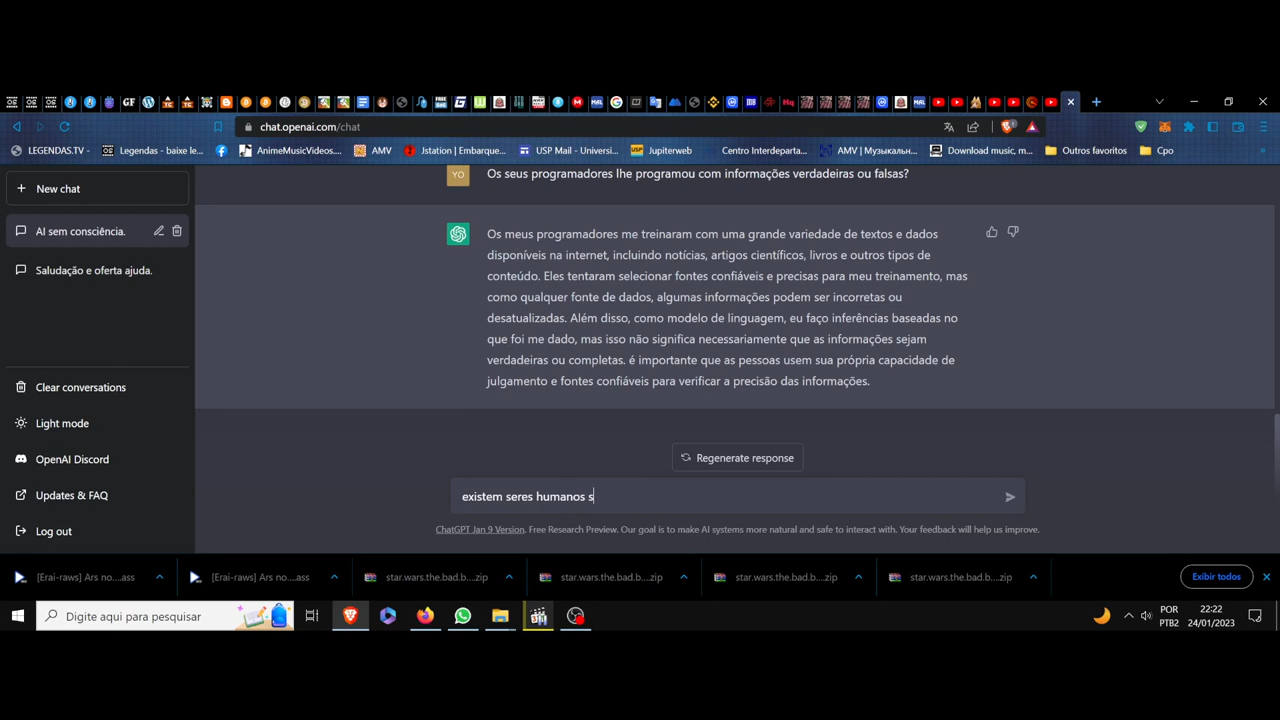 chat.openai.com/chat
LEGENDAS.TV -
Legendas - baixe le...
AnimeMusicVideos....
AMV
Jstation | Embarque...
USP Mail - Universi...
Jupiterweb
Centro Interdeparta...
AMV | Музыкальн...
Download music, m...
Outros favoritos
Cpo
New chat
AI sem consciência.
Saludação e oferta ajuda.
Clear conversations
Light mode
OpenAI Discord
Updates & FAQ
Log out
YO
Os seus programadores lhe programou com informações verdadeiras ou falsas?
Os meus programadores me treinaram com uma grande variedade de textos e dados
disponíveis na internet, incluindo notícias, artigos científicos, livros e outros tipos de
conteúdo. Eles tentaram selecionar fontes confiáveis e precisas para meu treinamento, mas
como qualquer fonte de dados, algumas informações podem ser incorretas ou
desatualizadas. Além disso, como modelo de linguagem, eu faço inferências baseadas no
que foi me dado, mas isso não significa necessariamente que as informações sejam
verdadeiras ou completas. é importante que as pessoas usem sua própria capacidade de
julgamento e fontes confiáveis para verificar a precisão das informações.
Regenerate response
existem seres humanos s
ChatGPT Jan 9 Version. Free Research Preview. Our goal is to make AI systems more natural and safe to interact with. Your feedback will help us improve.
[Erai-raws] Ars no....ass
[Erai-raws] Ars no....ass
star.wars.the.bad.b....zip
star.wars.the.bad.b....zip
star.wars.the.bad.b....zip
star.wars.the.bad.b....zip
Exibir todos
Digite aqui para pesquisar
POR
PTB2
22:22
24/01/2023